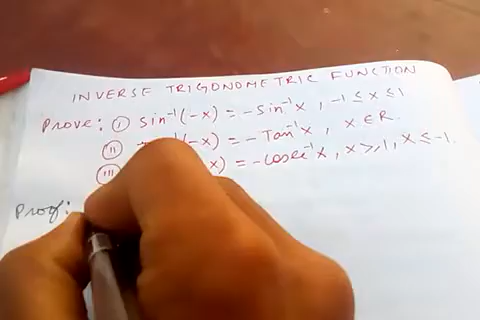 INVERSE TRIGONOMETRIC FUNCTION
Prove: (i) Sin⁻¹(-x) = -Sin⁻¹x , -1 ≤ x ≤ 1
(ii) (-x) = -Tan⁻¹x , x ∈ R.
(iii) x) = -Cosec⁻¹x , x ≥ 1, x ≤ -1.
Proof: